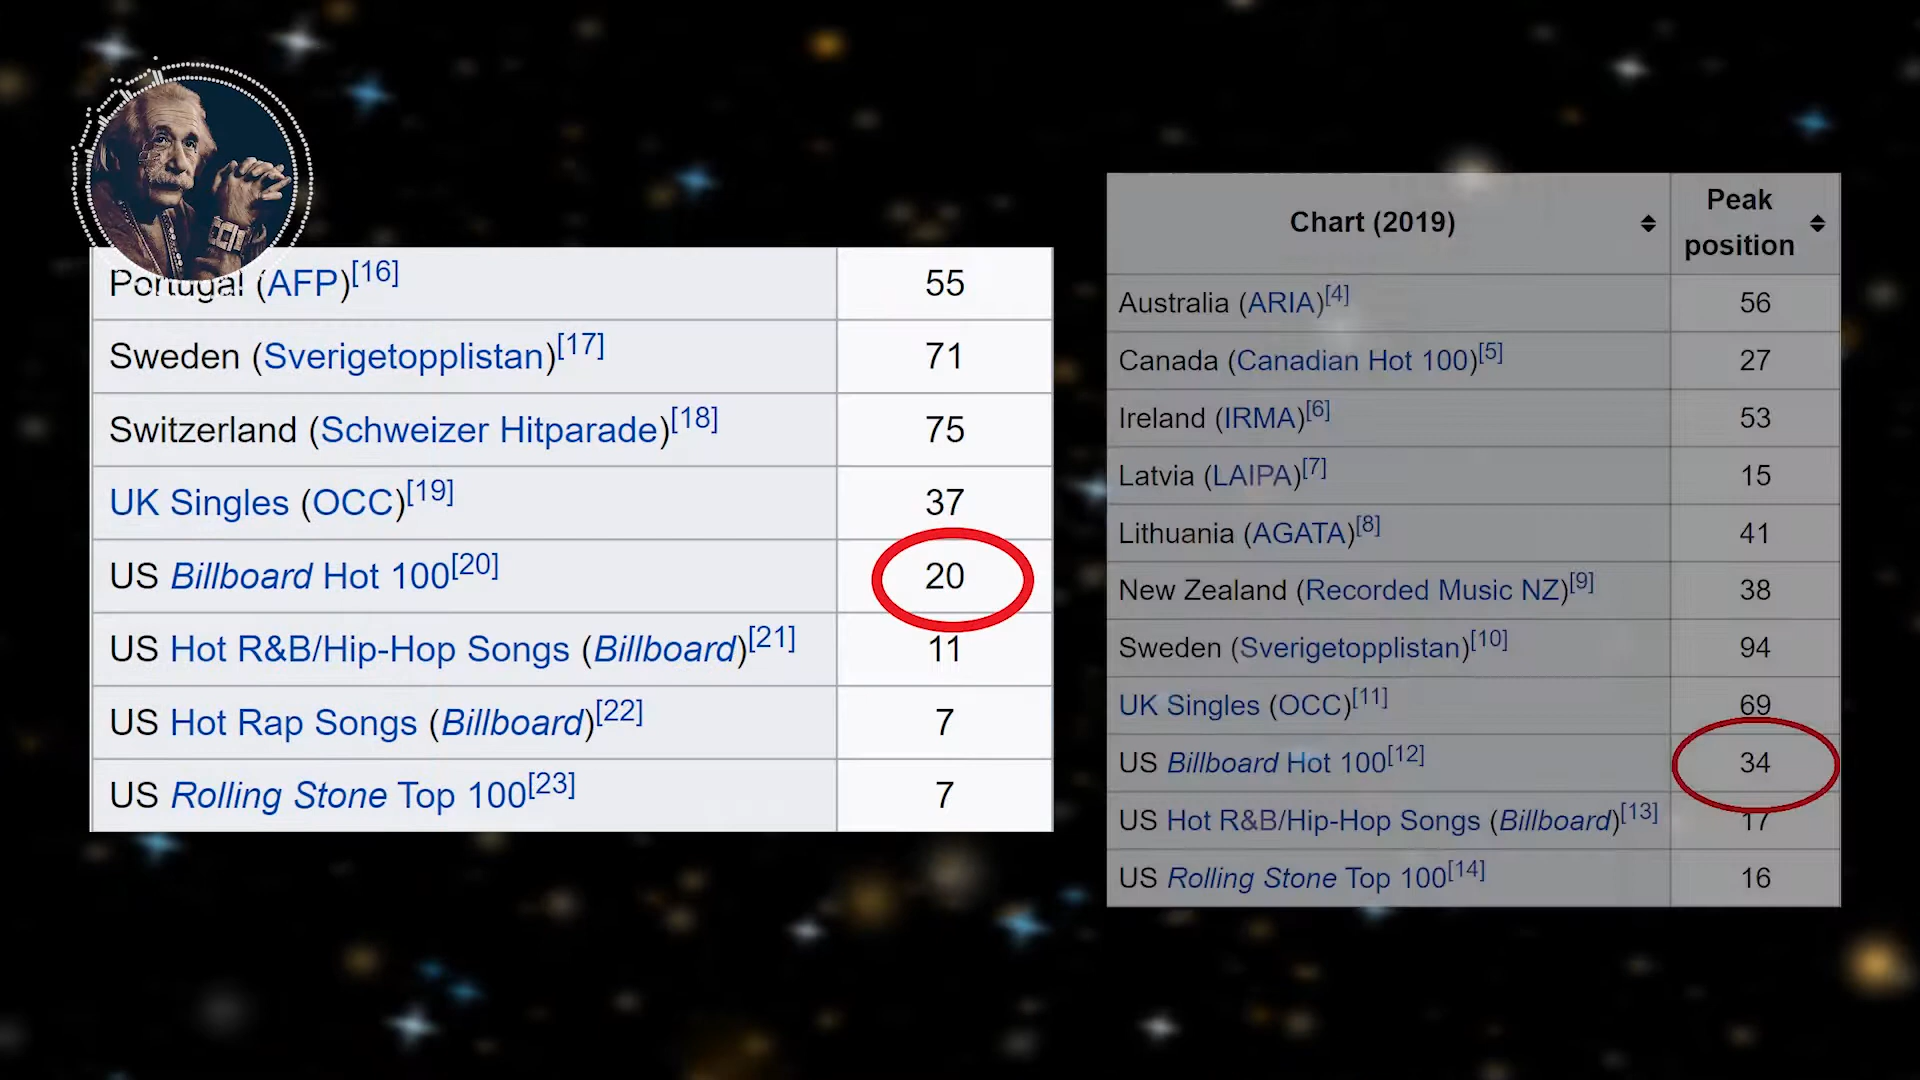 Portugal (AFP)[16] 55
Sweden (Sverigetopplistan)[17] 71
Switzerland (Schweizer Hitparade)[18] 75
UK Singles (OCC)[19] 37
US Billboard Hot 100[20] 20
US Hot R&B/Hip-Hop Songs (Billboard)[21] 11
US Hot Rap Songs (Billboard)[22] 7
US Rolling Stone Top 100[23] 7
Chart (2019) Peak position
Australia (ARIA)[4] 56
Canada (Canadian Hot 100)[5] 27
Ireland (IRMA)[6] 53
Latvia (LAIPA)[7] 15
Lithuania (AGATA)[8] 41
New Zealand (Recorded Music NZ)[9] 38
Sweden (Sverigetopplistan)[10] 94
UK Singles (OCC)[11] 69
US Billboard Hot 100[12] 34
US Hot R&B/Hip-Hop Songs (Billboard)[13] 17
US Rolling Stone Top 100[14] 16